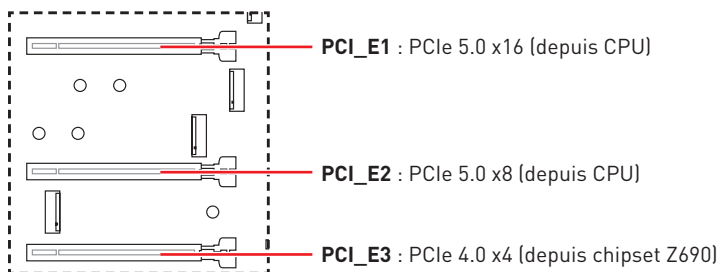 PCI_E1 : PCIe 5.0 x16 (depuis CPU)
PCI_E2 : PCIe 5.0 x8 (depuis CPU)
PCI_E3 : PCIe 4.0 x4 (depuis chipset Z690)